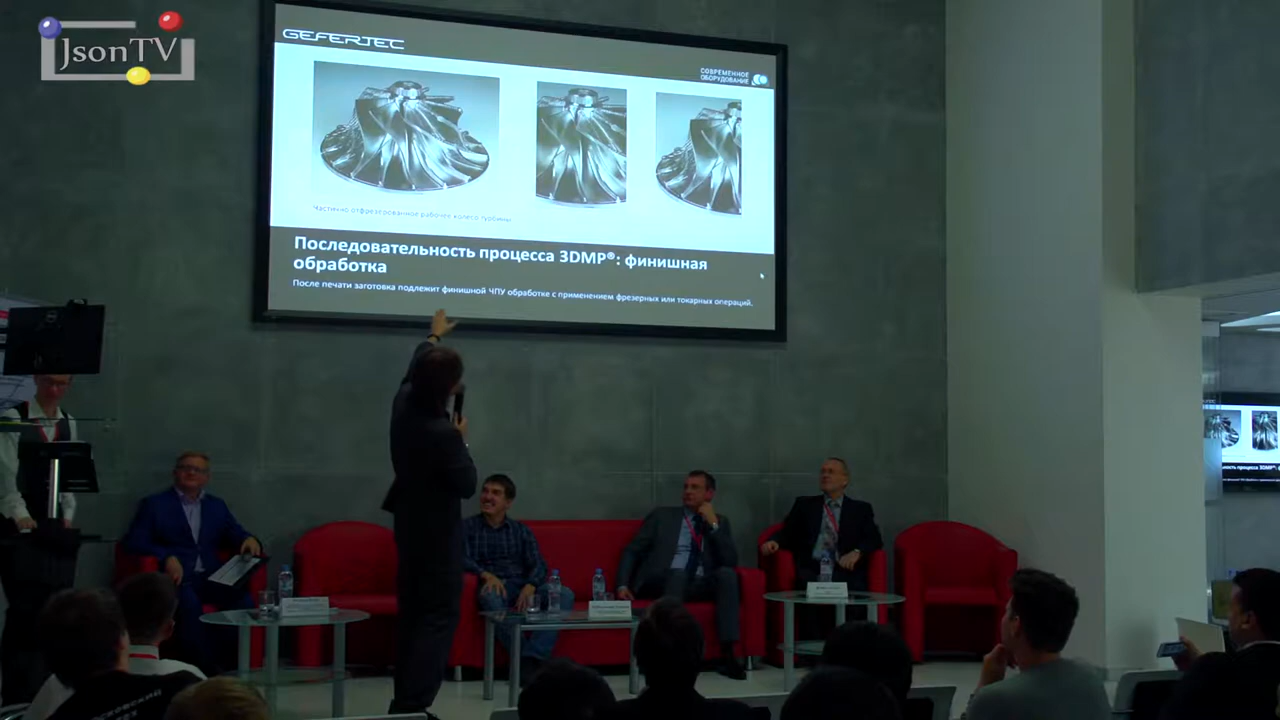 JsonTV
GEFERTEC
СОВРЕМЕННОЕ
ОБОРУДОВАНИЕ
Частично отфрезерованное рабочее колесо турбины
Последовательность процесса 3DMP®: финишная
обработка
После печати заготовка подлежит финишной ЧПУ обработке с применением фрезерных или токарных операций.